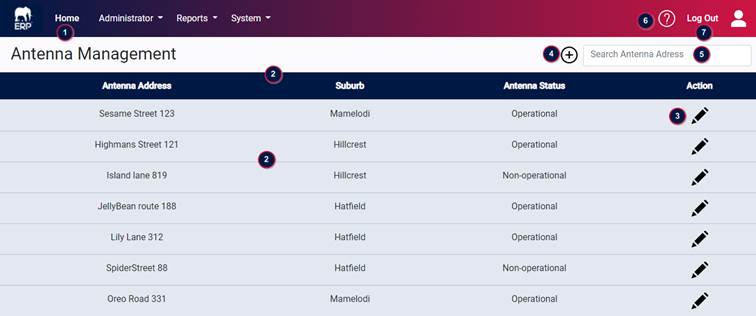 ERP Home Administrator Reports System 6 ? Log Out
1 7
Antenna Management 4 Search Antenna Adress 5
2
Antenna Address Suburb Antenna Status Action
Sesame Street 123 Mamelodi Operational 3
Highmans Street 121 Hillcrest Operational
2
Island lane 819 Hillcrest Non-operational
JellyBean route 188 Hatfield Operational
Lily Lane 312 Hatfield Operational
SpiderStreet 88 Hatfield Non-operational
Oreo Road 331 Mamelodi Operational